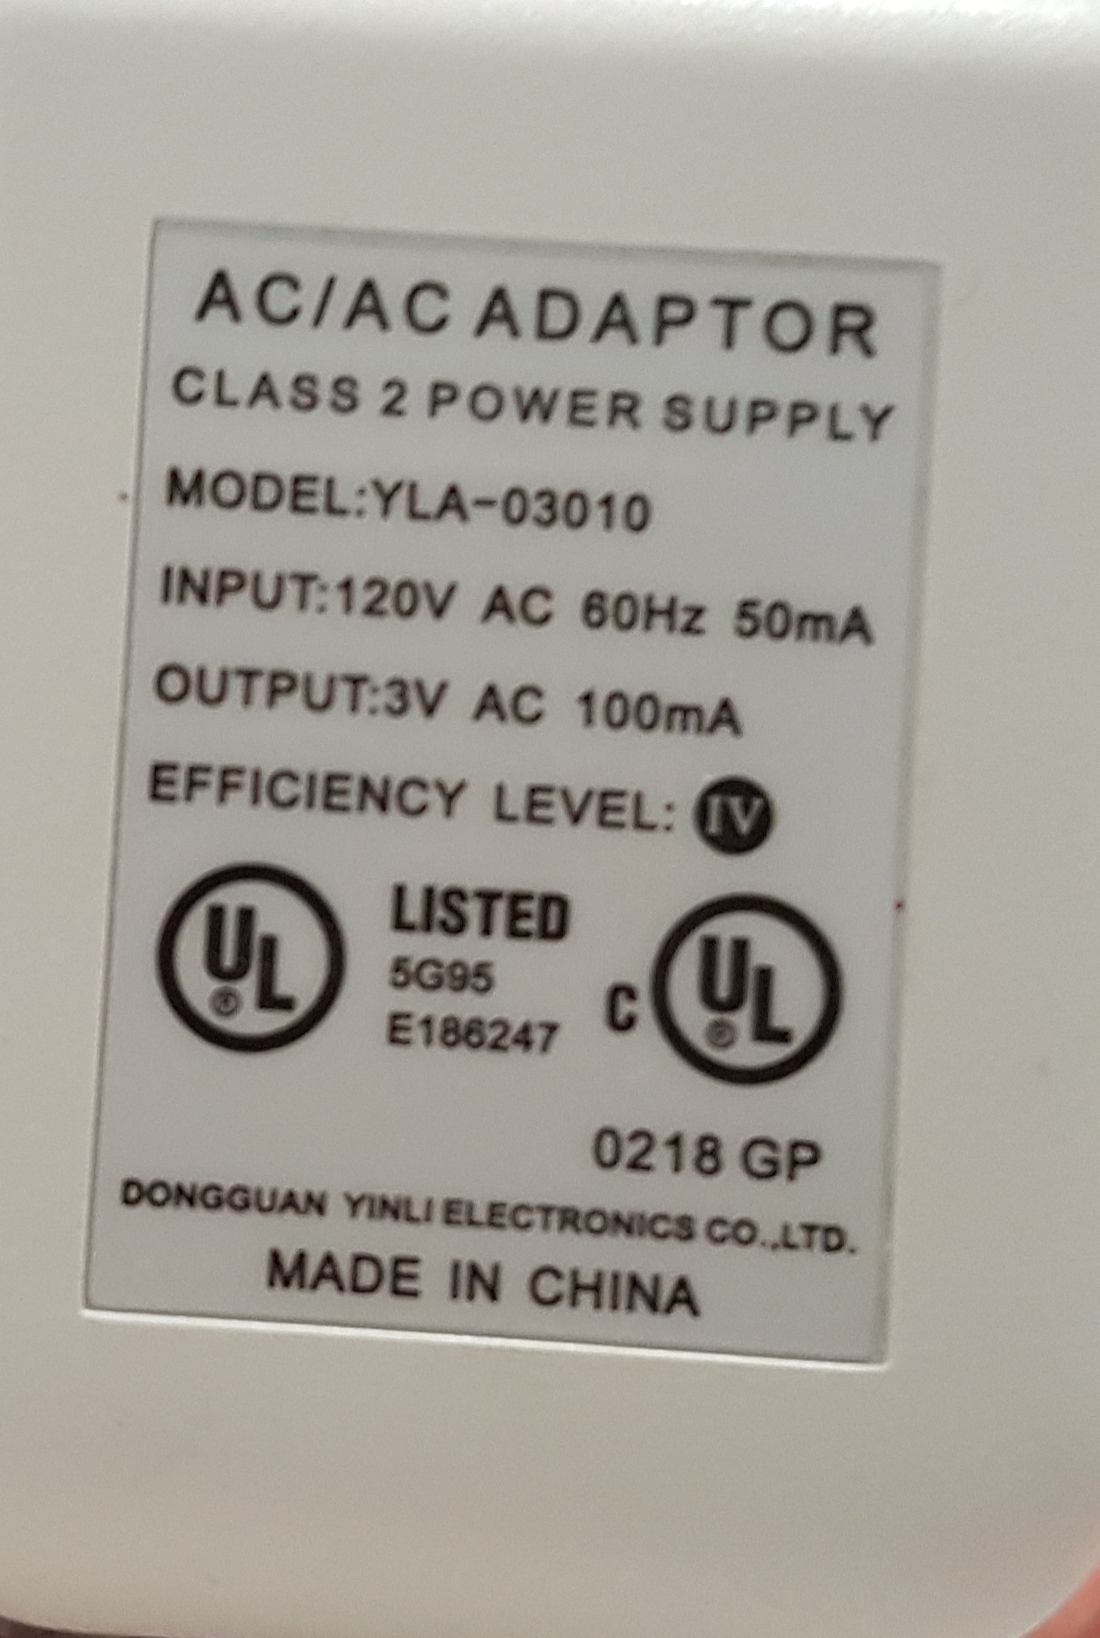 AC/AC ADAPTOR
CLASS 2 POWER SUPPLY
MODEL:YLA-03010
INPUT:120V AC 60Hz 50mA
OUTPUT:3V AC 100mA
EFFICIENCY LEVEL: IV
UL® LISTED C UL®
5G95
E186247
0218 GP
DONGGUAN YINLI ELECTRONICS CO.,LTD.
MADE IN CHINA